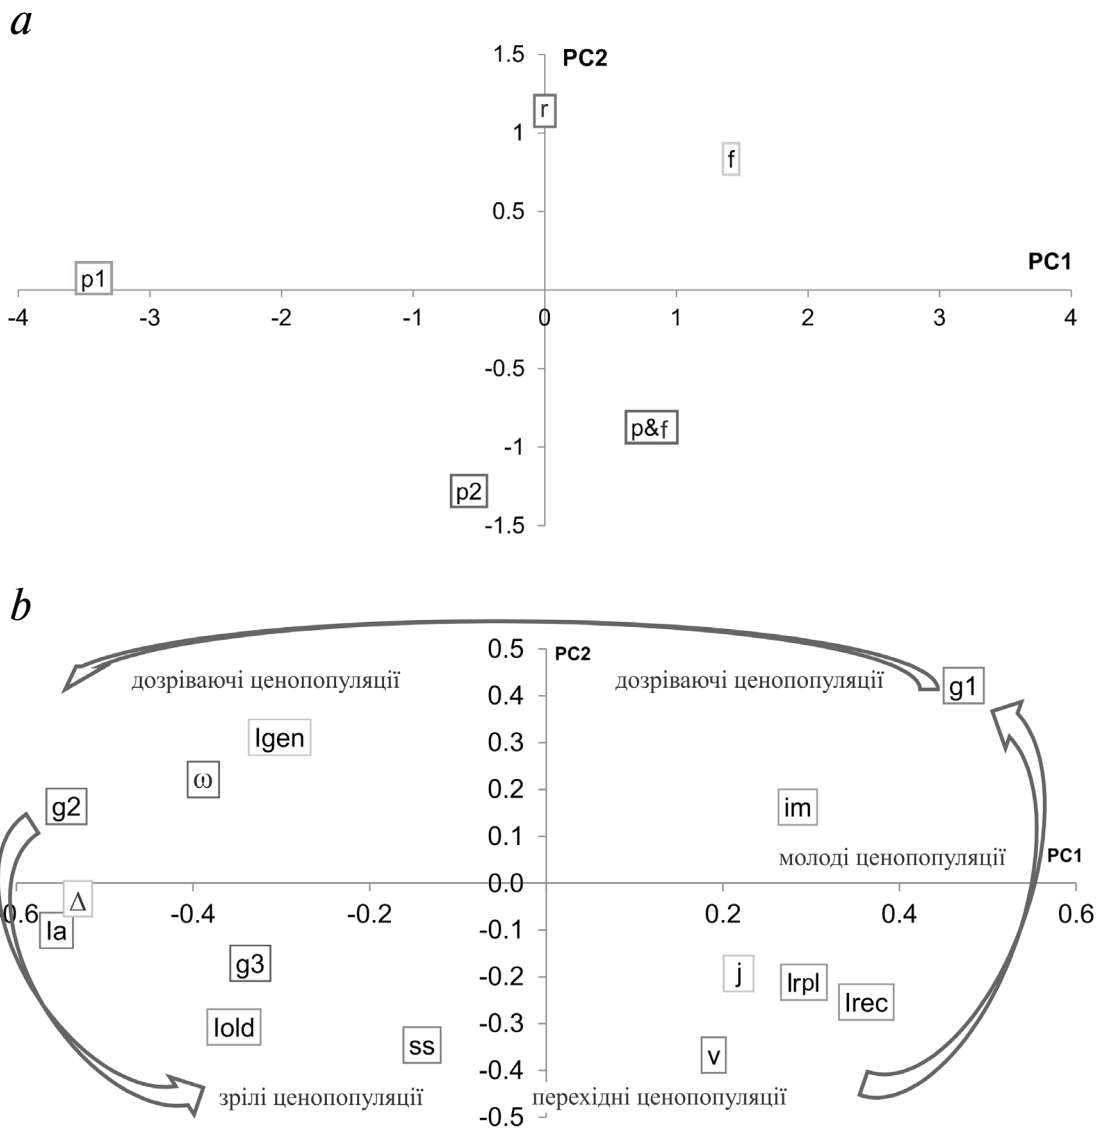 a
1.5 PC2
r
1
f
0.5
PC1
p1
-4 -3 -2 -1 0 1 2 3 4
-0.5
p&f
-1
p2
-1.5
b
0.5 PC2
дозріваючі ценопопуляції дозріваючі ценопопуляції
g1
0.4
Igen
0.3
ω
0.2
g2 im
0.1
молоді ценопопуляції PC1
0.0
Δ
0.6 -0.4 -0.2 0.2 0.4 0.6
Ia
-0.1
g3
-0.2
j Irpl
Irec
Iold
-0.3
ss v
-0.4
зрілі ценопопуляції перехідні ценопопуляції
-0.5